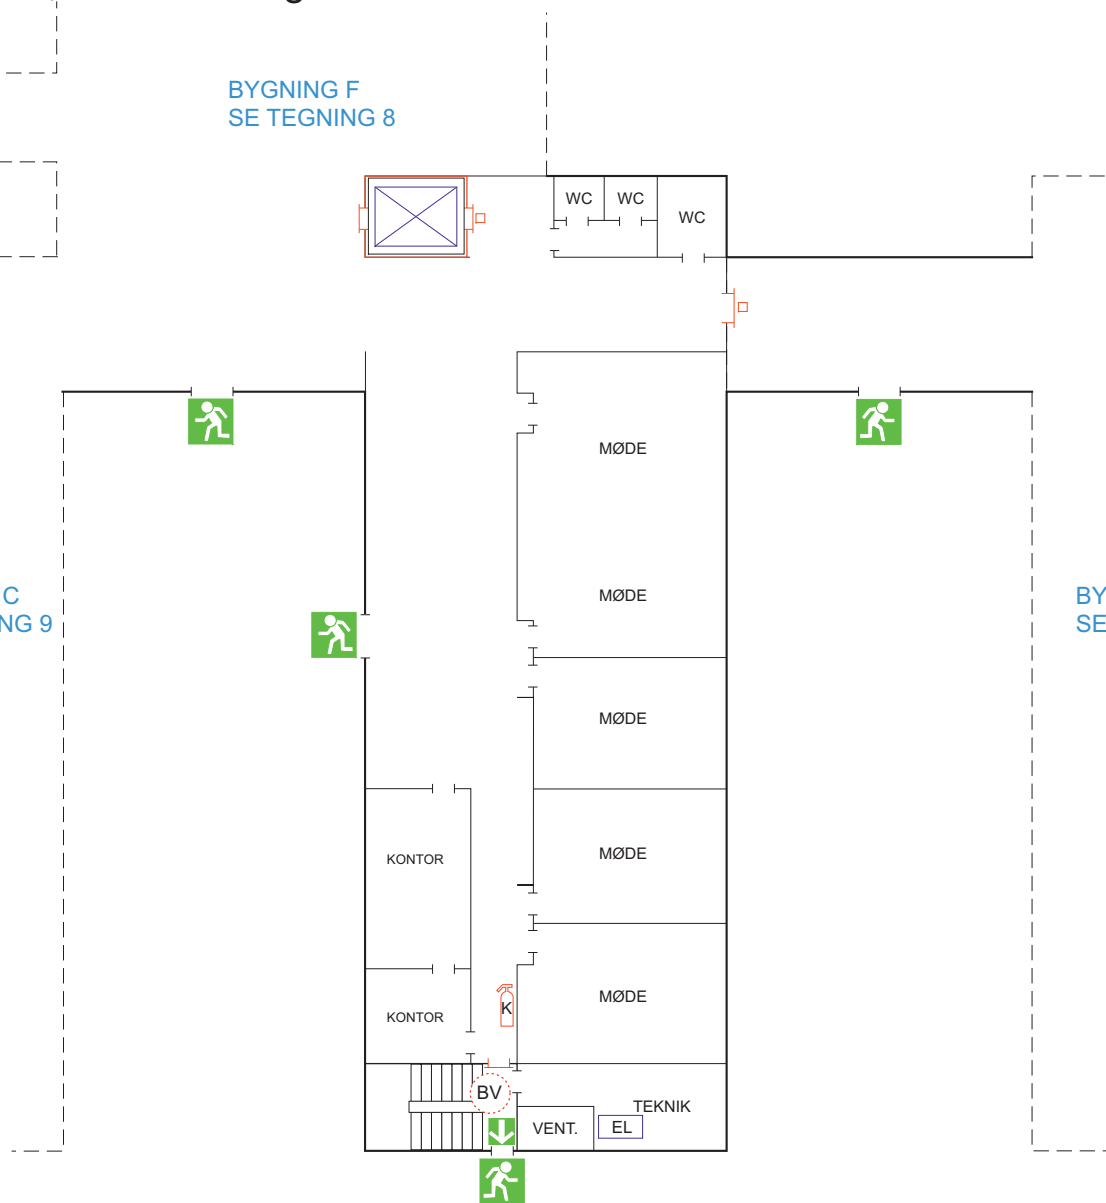 BYGNING F
SE TEGNING 8
WC
WC
WC
MØDE
MØDE
C
NG 9
BY
SE
MØDE
KONTOR
MØDE
KONTOR
K
MØDE
BV
TEKNIK
VENT.
EL